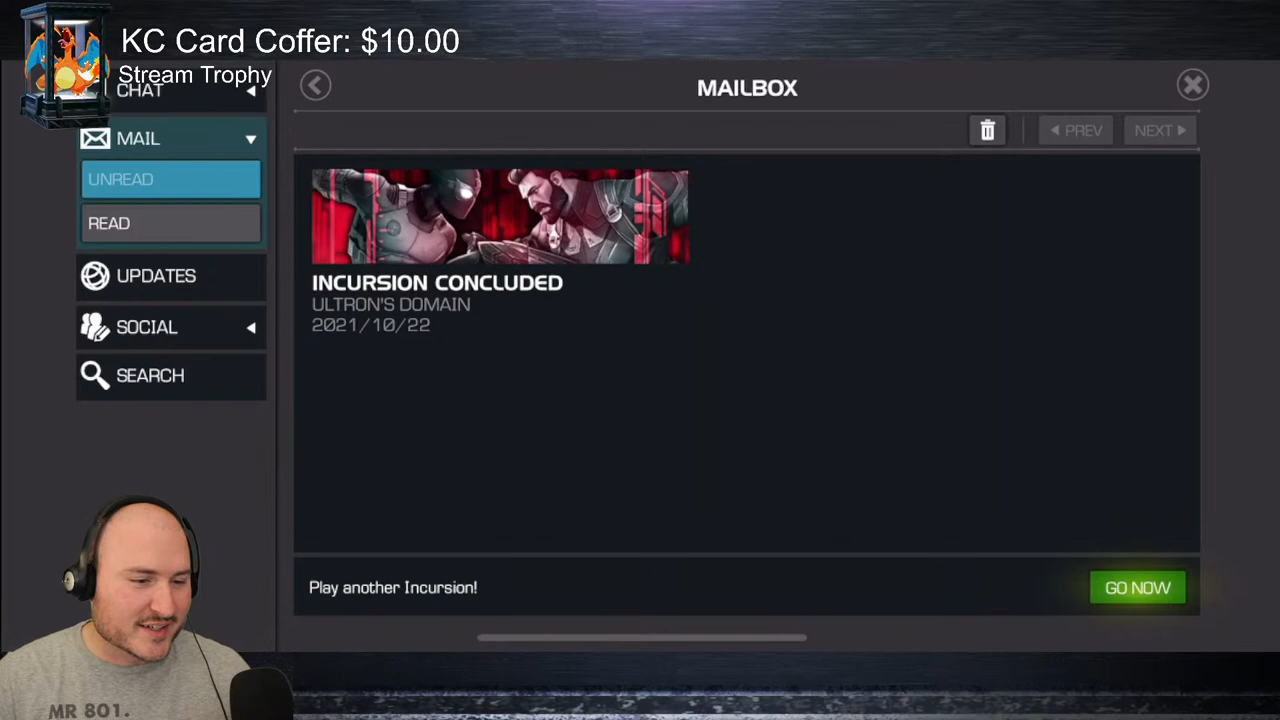 KC Card Coffer: $10.00
Stream Trophy
CHAT
MAIL
UNREAD
READ
UPDATES
SOCIAL
SEARCH
MAILBOX
PREV
NEXT
INCURSION CONCLUDED
ULTRON'S DOMAIN
2021/10/22
Play another Incursion!
GO NOW
MR 801.